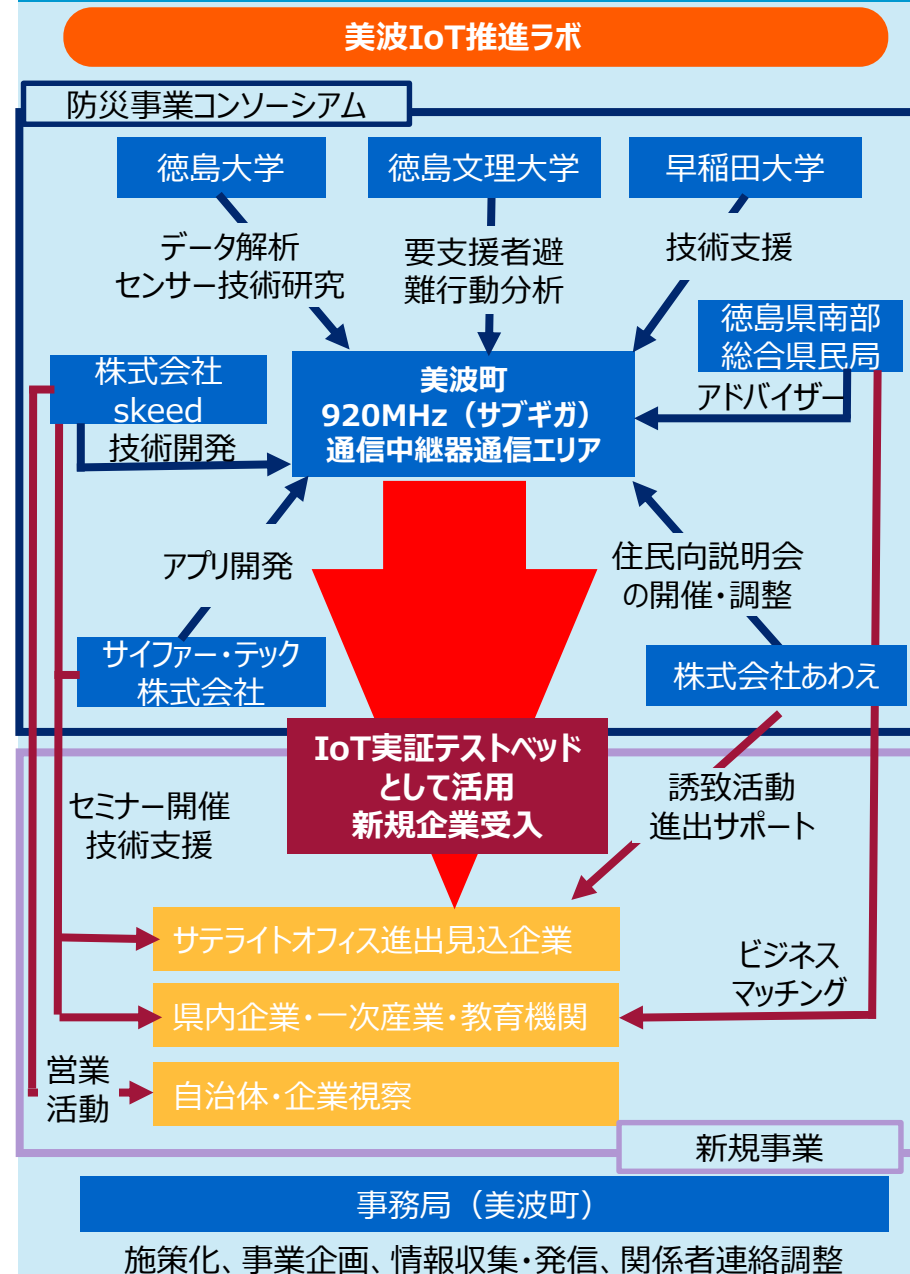 美波IoT推進ラボ
防災事業コンソーシアム
徳島大学
徳島文理大学
早稲田大学
データ解析
センサー技術研究
要支援者避
難行動分析
技術支援
徳島県南部
総合県民局
株式会社
skeed
美波町
920MHz（サブギガ）
通信中継器通信エリア
アドバイザー
技術開発
アプリ開発
住民向説明会
の開催・調整
サイファー・テック
株式会社
株式会社あわえ
IoT実証テストベッド
として活用
新規企業受入
セミナー開催
技術支援
誘致活動
進出サポート
サテライトオフィス進出見込企業
ビジネス
マッチング
県内企業・一次産業・教育機関
営業
活動
自治体・企業視察
新規事業
事務局（美波町）
施策化、事業企画、情報収集・発信、関係者連絡調整